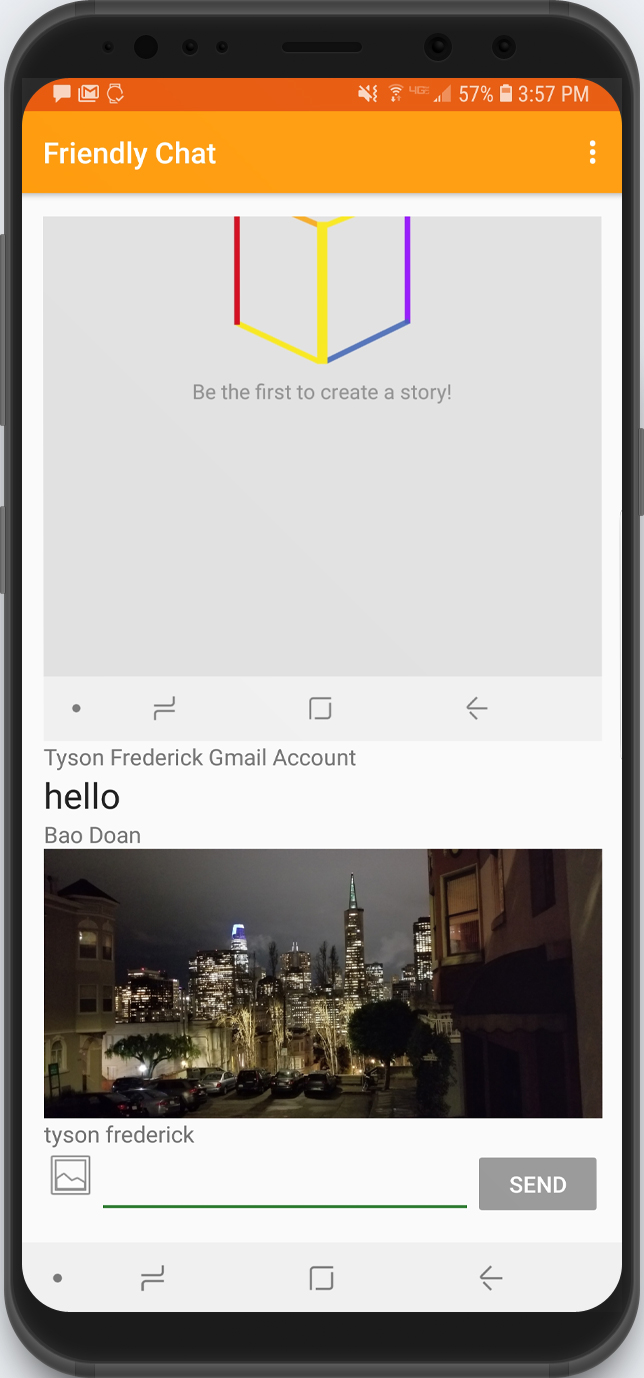 4G 57% 3:57 PM
Friendly Chat
Be the first to create a story!
Tyson Frederick Gmail Account
hello
Bao Doan
tyson frederick
SEND